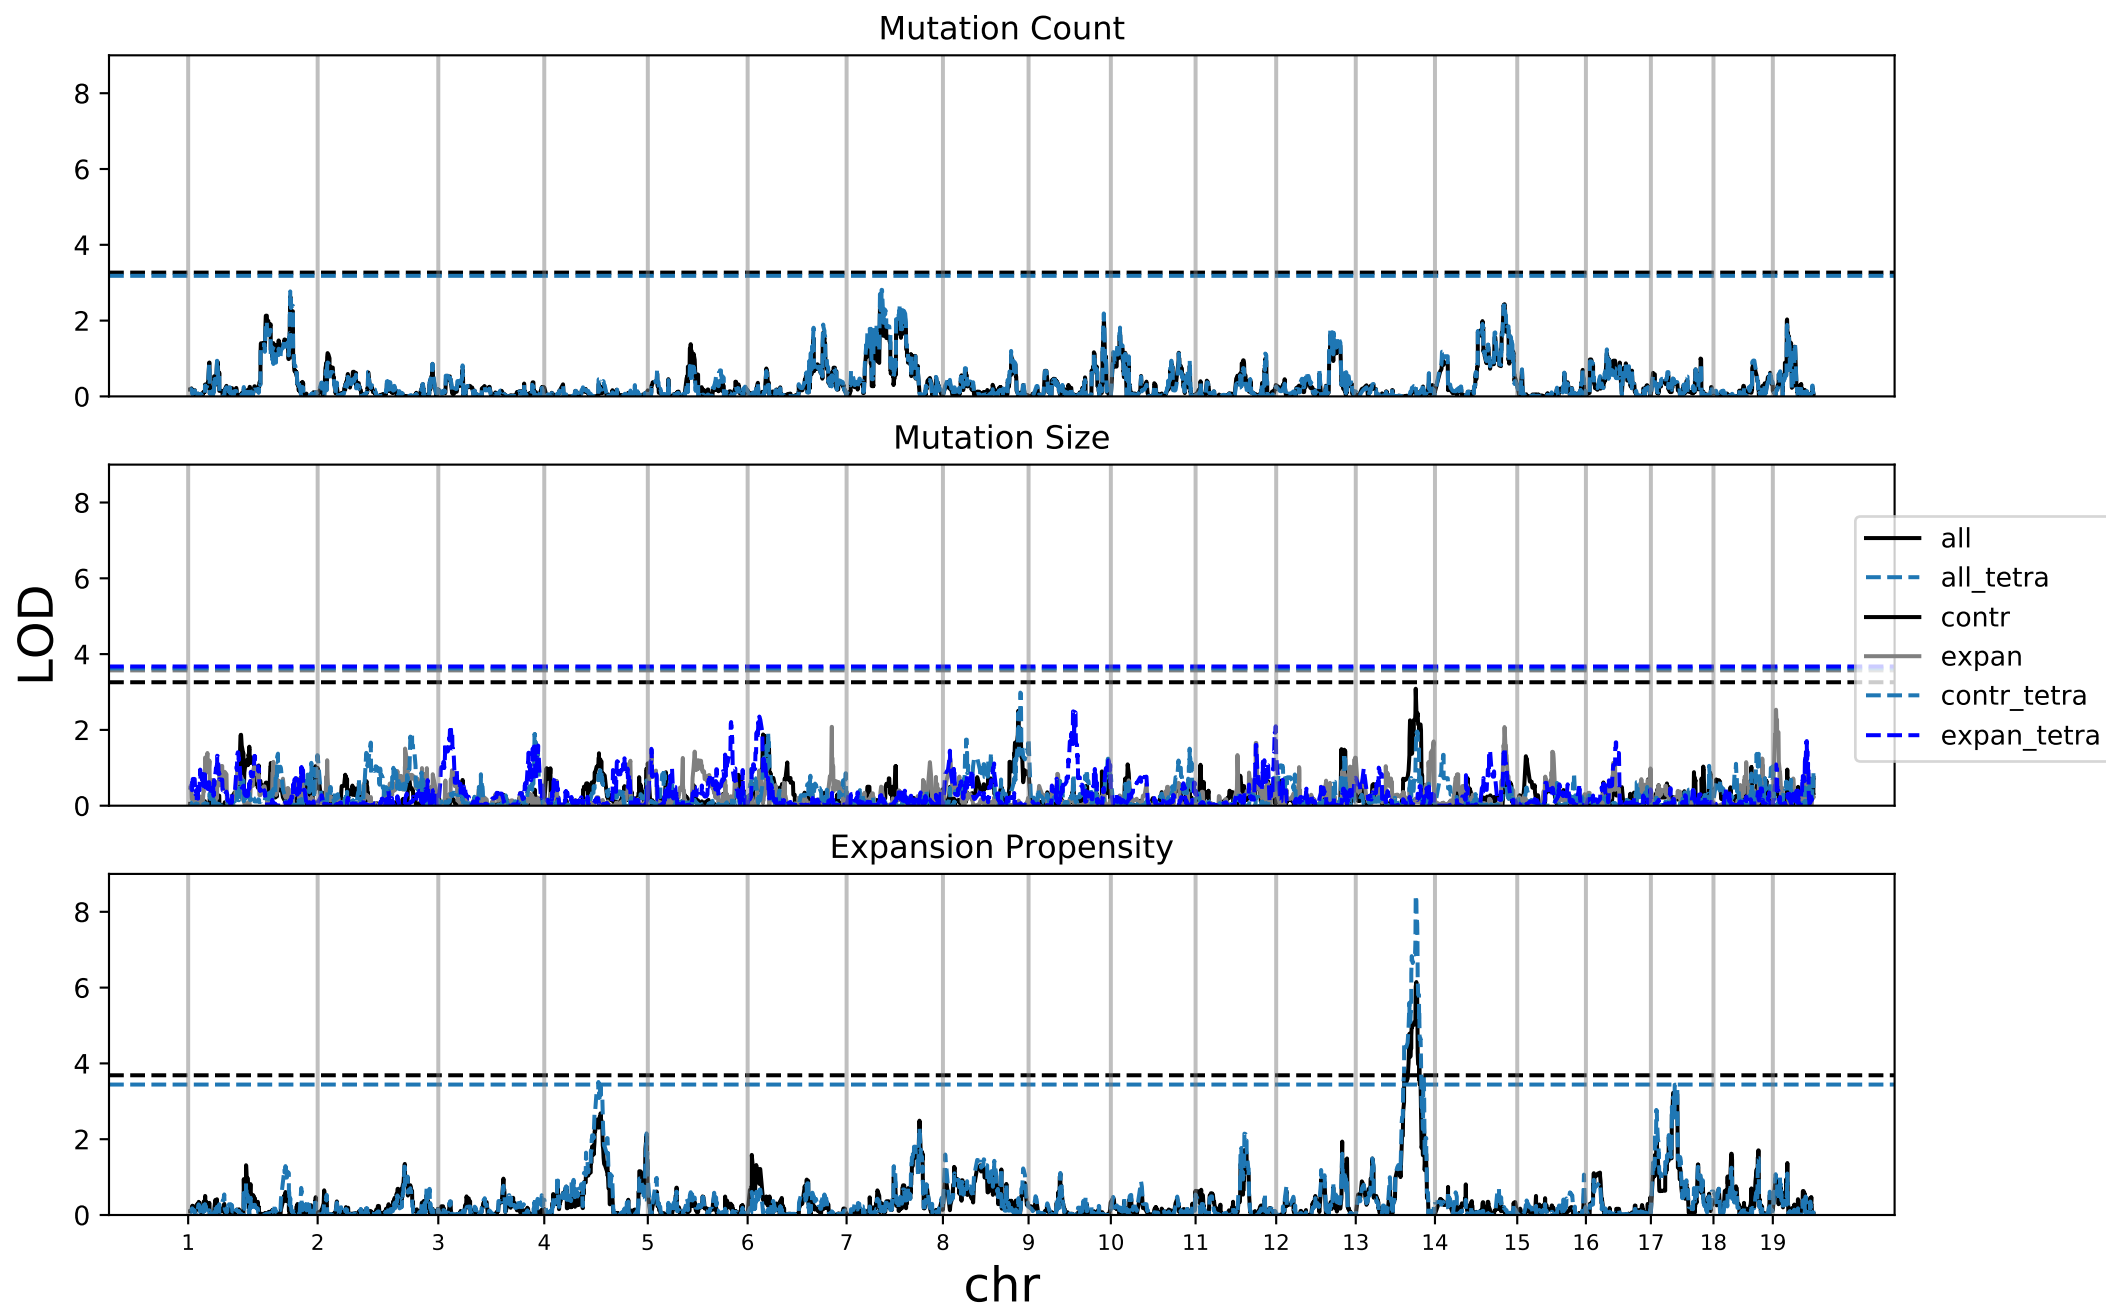 Mutation Count
8
6
4
2
0
Mutation Size
8
6
4
2
0
LOD
all
all_tetra
contr
expan
contr_tetra
expan_tetra
Expansion Propensity
8
6
4
2
0
1 2 3 4 5 6 7 8 9 10 11 12 13 14 15 16 17 18 19
chr